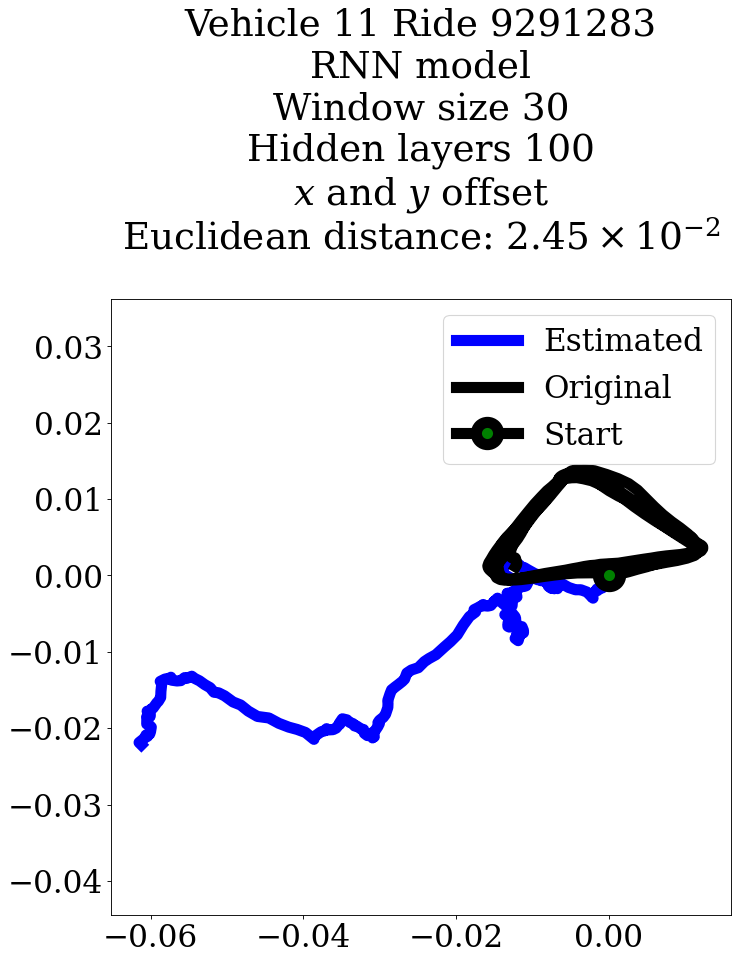 Vehicle 11 Ride 9291283
RNN model
Window size 30
Hidden layers 100
x and y offset
Euclidean distance: 2.45 × 10⁻²
Estimated
Original
Start
0.03
0.02
0.01
0.00
−0.01
−0.02
−0.03
−0.04
−0.06
−0.04
−0.02
0.00